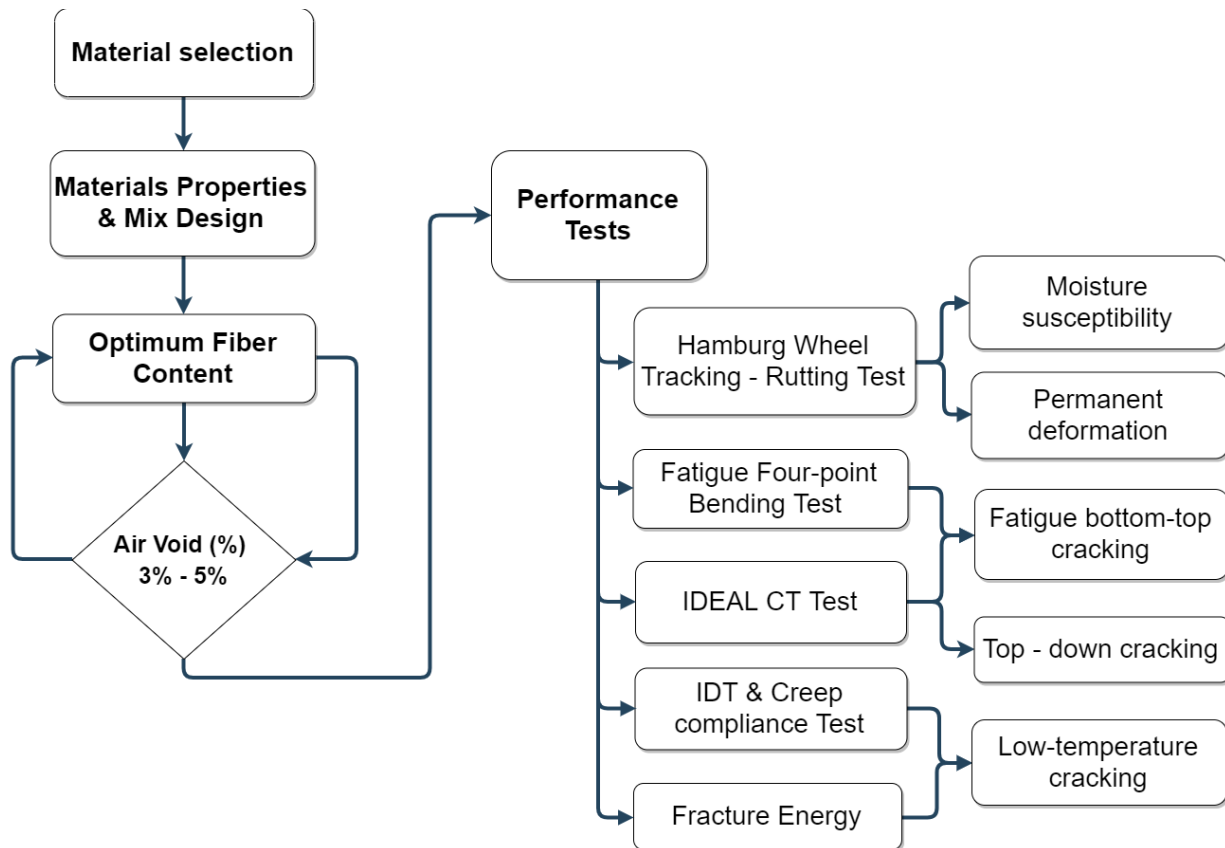 Material selection
Materials Properties
& Mix Design
Optimum Fiber
Content
Air Void (%)
3% - 5%
Performance
Tests
Hamburg Wheel
Tracking - Rutting Test
Moisture
susceptibility
Permanent
deformation
Fatigue Four-point
Bending Test
Fatigue bottom-top
cracking
IDEAL CT Test
Top - down cracking
IDT & Creep
compliance Test
Low-temperature
cracking
Fracture Energy